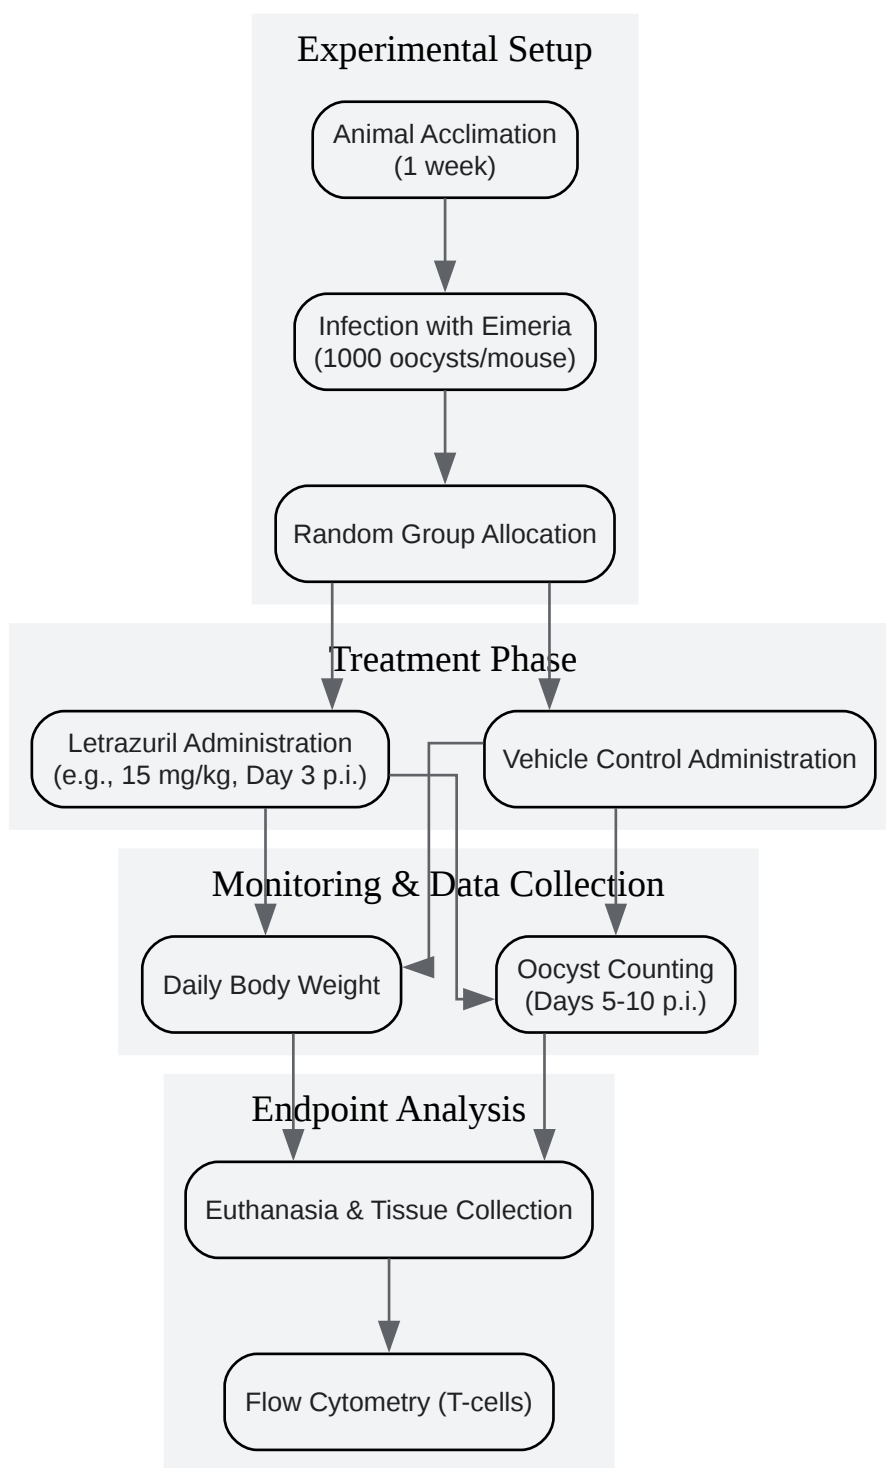 Experimental Setup
Animal Acclimation
(1 week)
Infection with Eimeria
(1000 oocysts/mouse)
Random Group Allocation
Treatment Phase
Letrazuril Administration
(e.g., 15 mg/kg, Day 3 p.i.)
Vehicle Control Administration
Monitoring & Data Collection
Daily Body Weight
Oocyst Counting
(Days 5-10 p.i.)
Endpoint Analysis
Euthanasia & Tissue Collection
Flow Cytometry (T-cells)